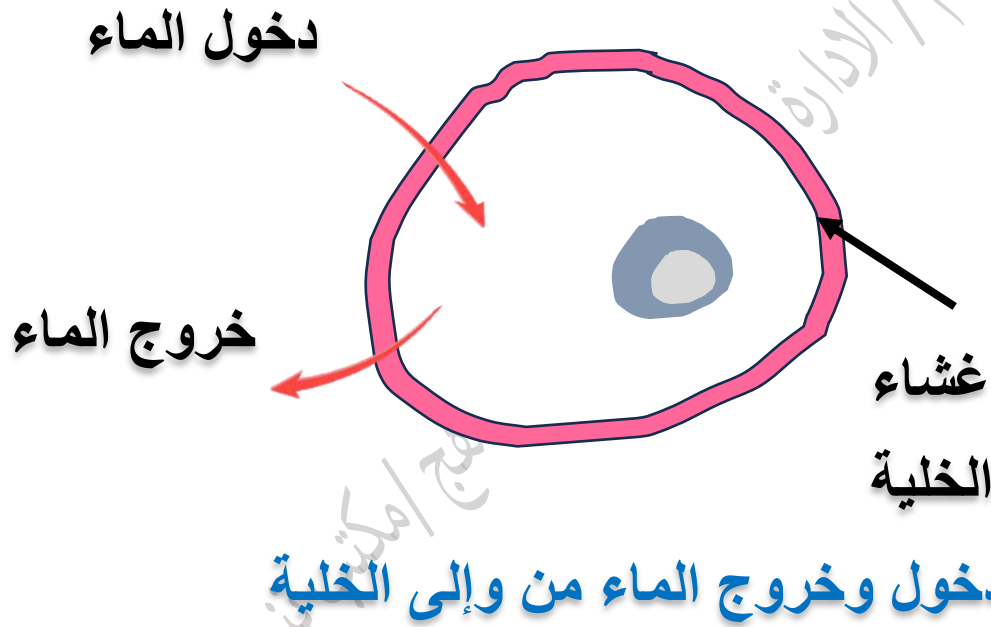 دخول الماء
خروج الماء
غشاء
الخلية
دخول وخروج الماء من وإلى الخلية